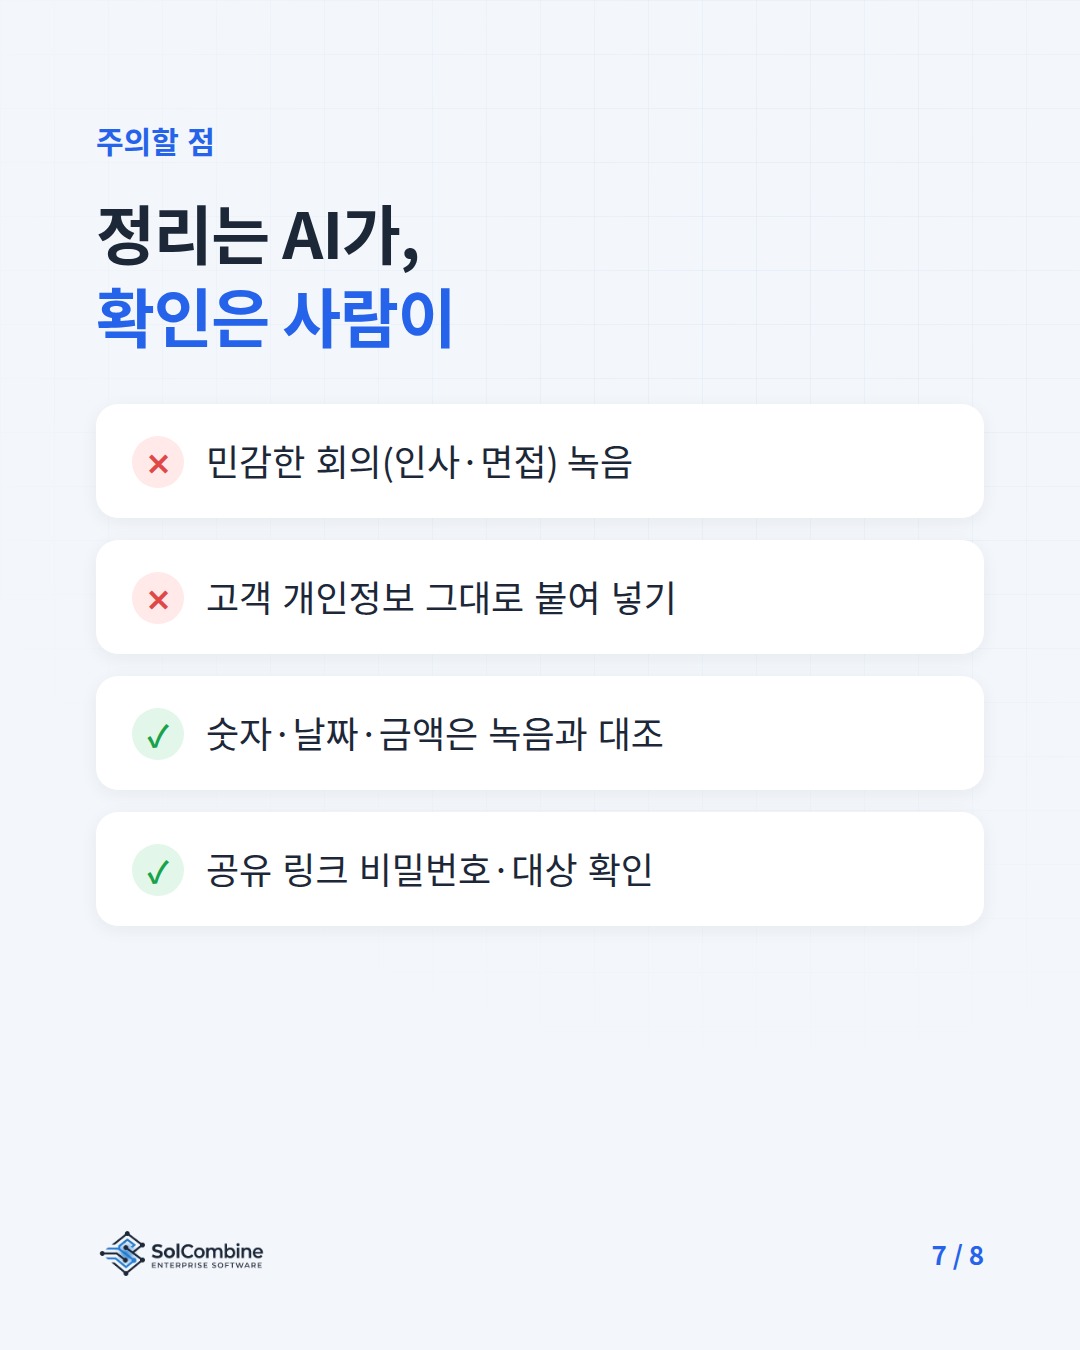 주의할 점
정리는 AI가,
확인은 사람이
민감한 회의(인사·면접) 녹음
고객 개인정보 그대로 붙여 넣기
숫자·날짜·금액은 녹음과 대조
공유 링크 비밀번호·대상 확인
SolCombine
ENTERPRISE SOFTWARE
7 / 8